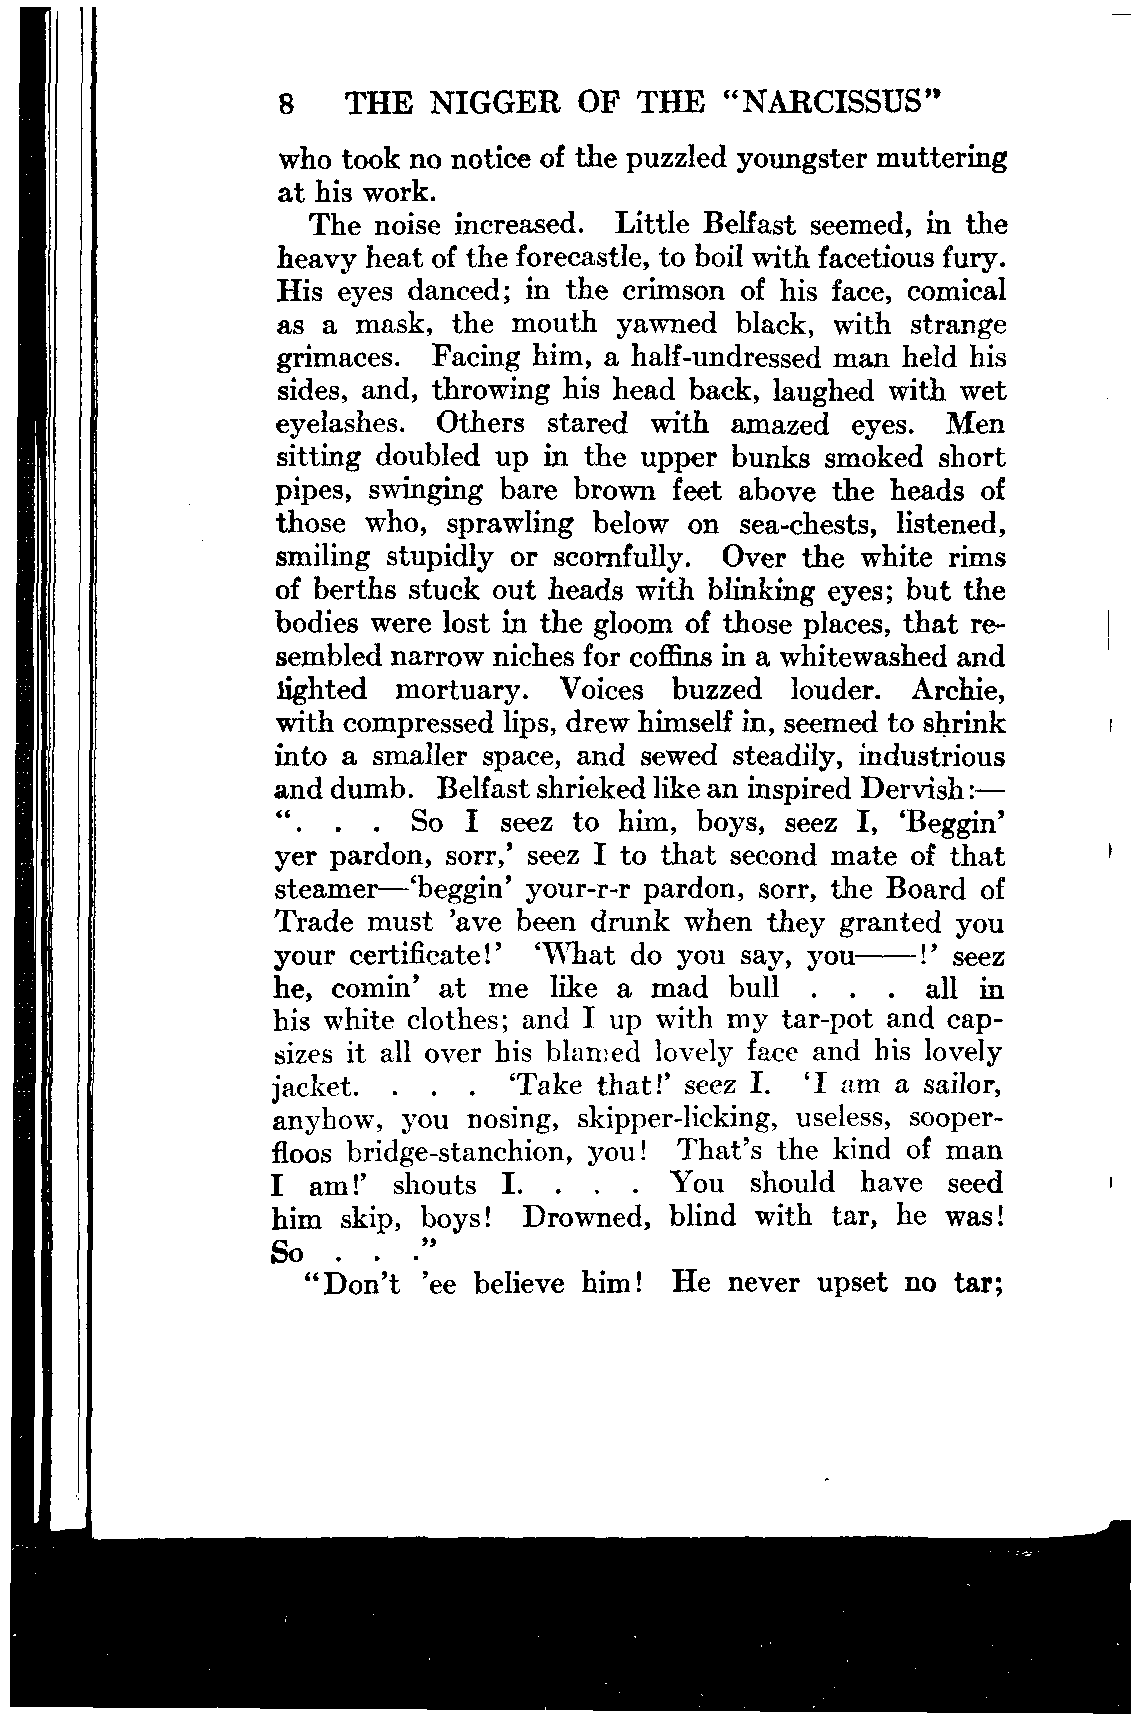 8 THE NIGGER OF THE “NARCISSUS”
who took no notice of the puzzled youngster muttering
at his work.
The noise increased. Little Belfast seemed, in the
heavy heat of the forecastle, to boil with facetious fury.
His eyes danced; in the crimson of his face, comical
as a mask, the mouth yawned black, with strange
grimaces. Facing him, a half-undressed man held his
sides, and, throwing his head back, laughed with wet
eyelashes. Others stared with amazed eyes. Men
sitting doubled up in the upper bunks smoked short
pipes, swinging bare brown feet above the heads of
those who, sprawling below on sea-chests, listened,
smiling stupidly or scornfully. Over the white rims
of berths stuck out heads with blinking eyes; but the
bodies were lost in the gloom of those places, that re-
sembled narrow niches for coffins in a whitewashed and
lighted mortuary. Voices buzzed louder. Archie,
with compressed lips, drew himself in, seemed to shrink
into a smaller space, and sewed steadily, industrious
and dumb. Belfast shrieked like an inspired Dervish:—
“. . . So I seez to him, boys, seez I, ‘Beggin’
yer pardon, sorr,’ seez I to that second mate of that
steamer—‘beggin’ your-r-r pardon, sorr, the Board of
Trade must ’ave been drunk when they granted you
your certificate!’ ‘What do you say, you——!’ seez
he, comin’ at me like a mad bull . . . all in
his white clothes; and I up with my tar-pot and cap-
sizes it all over his blamed lovely face and his lovely
jacket. . . . ‘Take that!’ seez I. ‘I am a sailor,
anyhow, you nosing, skipper-licking, useless, sooper-
floos bridge-stanchion, you! That’s the kind of man
I am!’ shouts I. . . . You should have seed
him skip, boys! Drowned, blind with tar, he was!
So . . .”
“Don’t ’ee believe him! He never upset no tar;